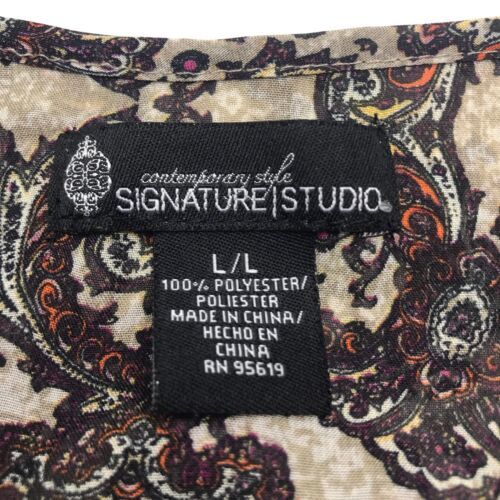 contemporary style
SIGNATURE|STUDIO
L/L
100% POLYESTER/
POLIESTER
MADE IN CHINA/
HECHO EN
CHINA
RN 95619